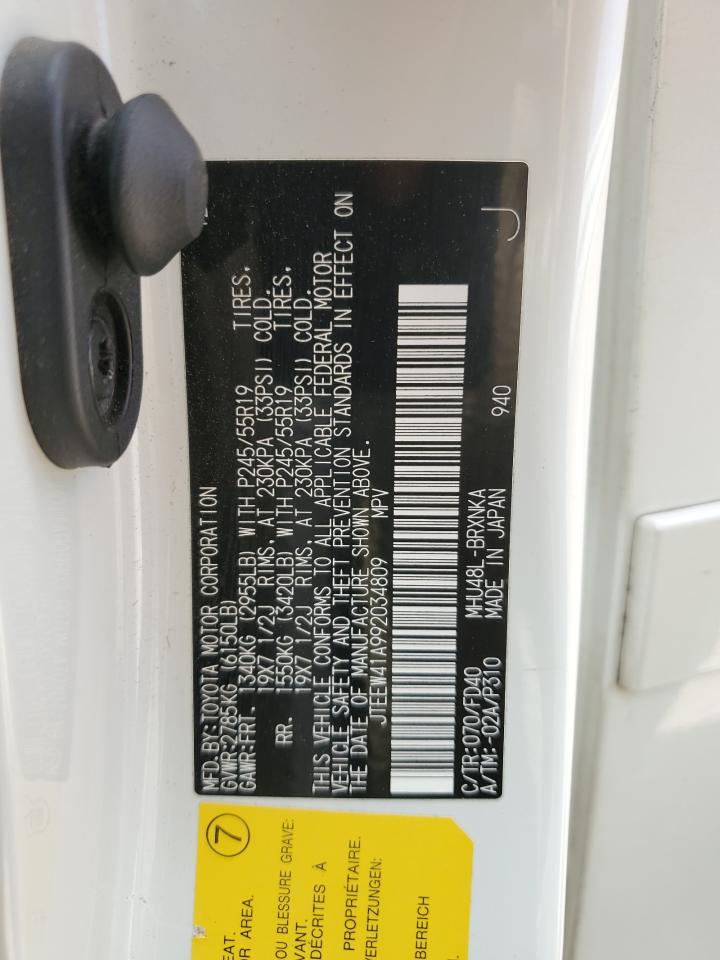 MFD.BY:TOYOTA MOTOR CORPORATION
GVWR:2785KG (6150LB)
GAWR:FRT. 1340KG (2955LB) WITH P245/55R19 TIRES,
19X7 1/2J RIMS, AT 230KPA (33PSI) COLD.
RR. 1550KG (3420LB) WITH P245/55R19 TIRES,
19X7 1/2J RIMS, AT 230KPA (33PSI) COLD.
THIS VEHICLE CONFORMS TO ALL APPLICABLE FEDERAL MOTOR
VEHICLE SAFETY AND THEFT PREVENTION STANDARDS IN EFFECT ON
THE DATE OF MANUFACTURE SHOWN ABOVE.
JTEEW41A992034809 MPV
C/TR:070/FD40 MHU48L-BRXNKA
A/TM:-02A/P310 MADE IN JAPAN
940
J
7
EAT.
OR AREA.
OU BLESSURE GRAVE:
VANT.
DÉCRITES À
PROPRIÉTAIRE.
VERLETZUNGEN:
BEREICH